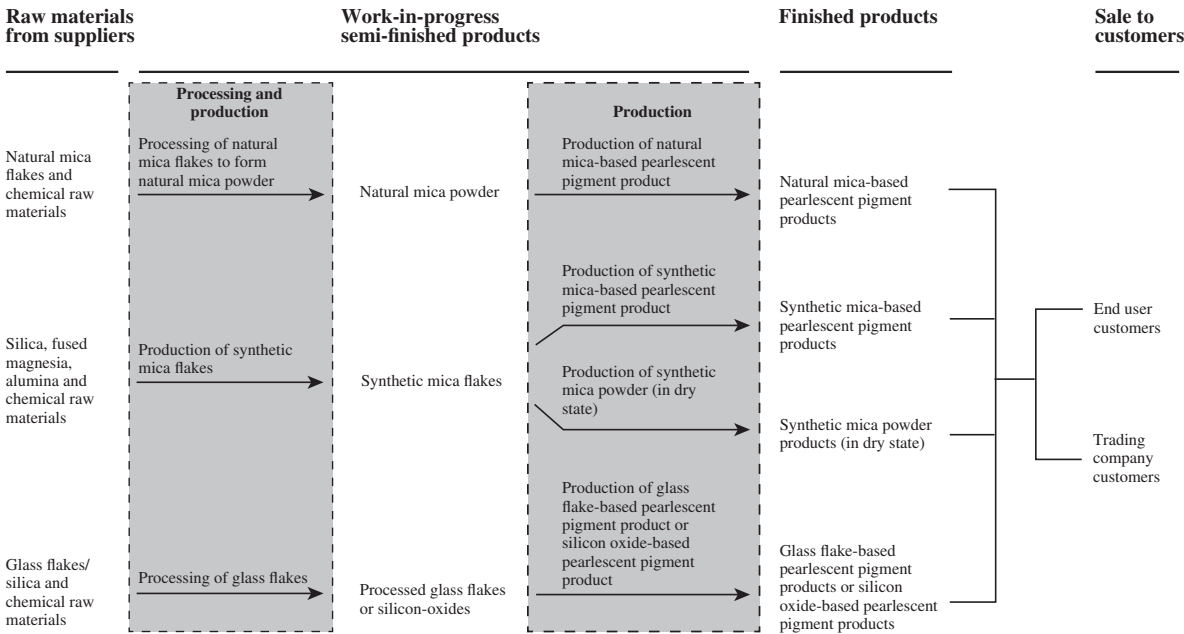 Raw materials
from suppliers
Work-in-progress
semi-finished products
Finished products
Sale to
customers
Processing and
production
Production
Natural mica
flakes and
chemical raw
materials
Processing of natural
mica flakes to form
natural mica powder
Natural mica powder
Production of natural
mica-based pearlescent
pigment product
Natural mica-based
pearlescent pigment
products
Silica, fused
magnesia,
alumina and
chemical raw
materials
Production of synthetic
mica flakes
Synthetic mica flakes
Production of synthetic
mica-based pearlescent
pigment product
Synthetic mica-based
pearlescent pigment
products
Production of synthetic
mica powder (in dry
state)
Synthetic mica powder
products (in dry state)
Glass flakes/
silica and
chemical raw
materials
Processing of glass flakes
Processed glass flakes
or silicon-oxides
Production of glass
flake-based pearlescent
pigment product or
silicon oxide-based
pearlescent pigment
product
Glass flake-based
pearlescent pigment
products or silicon
oxide-based pearlescent
pigment products
End user
customers
Trading
company
customers